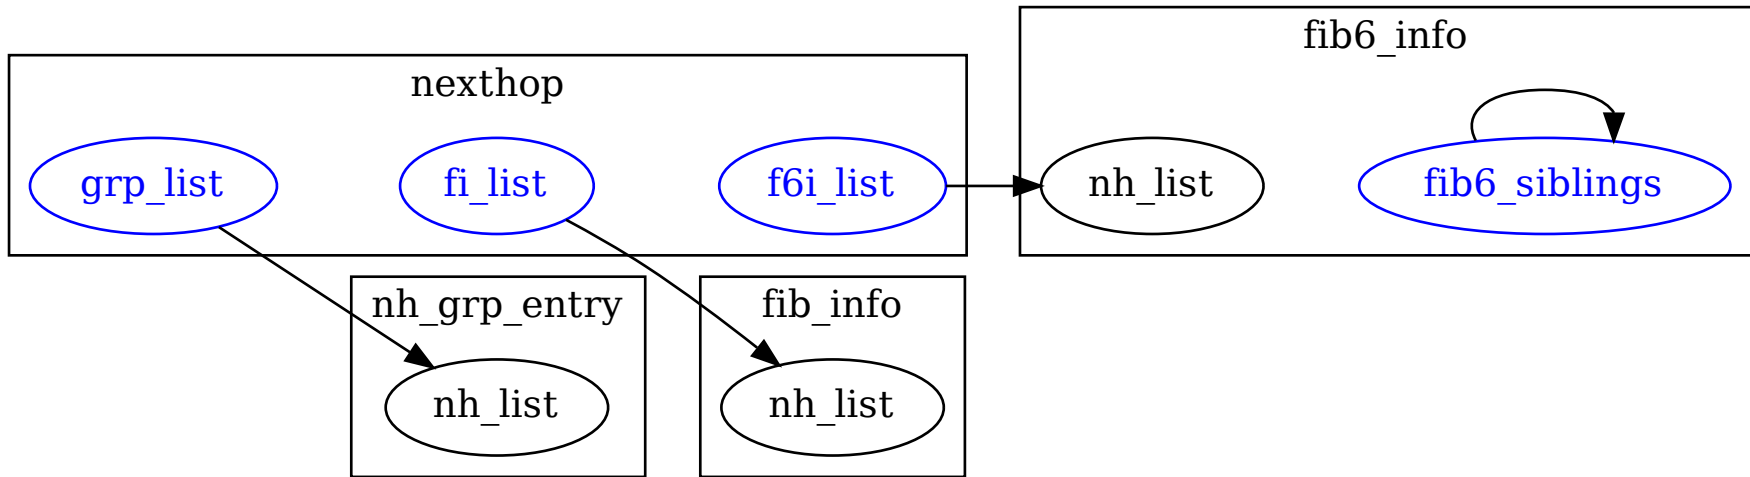 fib6_info
nexthop
grp_list
fi_list
f6i_list
nh_list
fib6_siblings
nh_grp_entry
fib_info
nh_list
nh_list